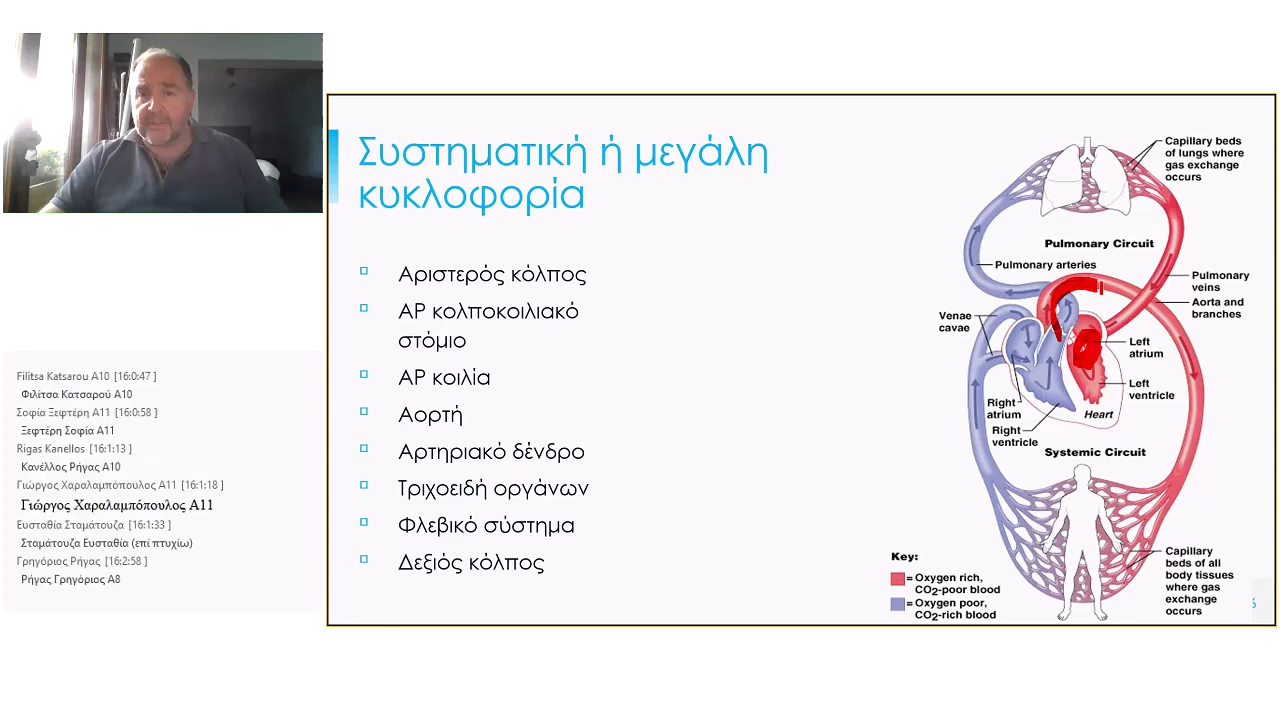 Συστηματική ή μεγάλη
κυκλοφορία
Αριστερός κόλπος
ΑΡ κολποκοιλιακό
στόμιο
ΑΡ κοιλία
Αορτή
Αρτηριακό δένδρο
Τριχοειδή οργάνων
Φλεβικό σύστημα
Δεξιός κόλπος
Capillary beds
of lungs where
gas exchange
occurs
Pulmonary Circuit
Pulmonary arteries
Pulmonary
veins
Aorta and
branches
Venae
cavae
Left
atrium
Left
ventricle
Heart
Right
atrium
Right
ventricle
Systemic Circuit
Capillary
beds of all
body tissues
where gas
exchange
occurs
Key:
= Oxygen rich,
CO2-poor blood
= Oxygen poor,
CO2-rich blood
Filitsa Katsarou A10 [16:0:47 ]
Φιλίτσα Κατσαρού Α10
Σοφία Ξεφτέρη Α11 [16:0:58 ]
Ξεφτέρη Σοφία Α11
Rigas Kanellos [16:1:13 ]
Κανέλλος Ρήγας Α10
Γιώργος Χαραλαμπόπουλος Α11 [16:1:18 ]
Γιώργος Χαραλαμπόπουλος Α11
Ευσταθία Σταμάτουζα [16:1:33 ]
Σταμάτουζα Ευσταθία (επί πτυχίω)
Γρηγόριος Ρήγας [16:2:58 ]
Ρήγας Γρηγόριος Α8